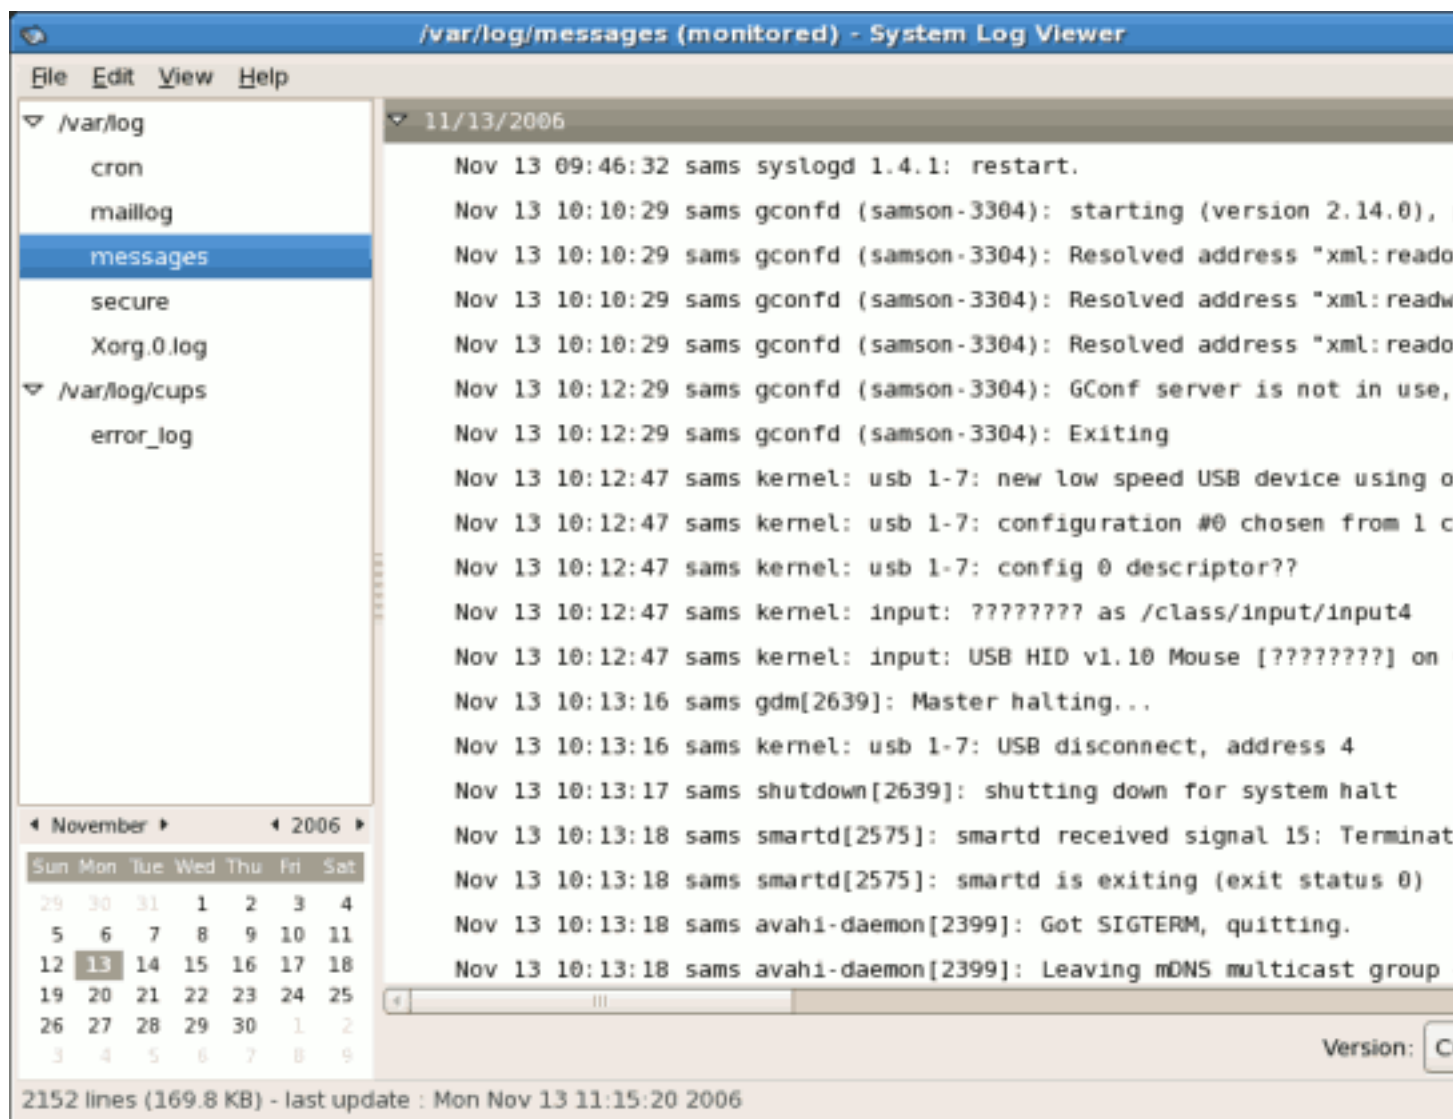 /var/log/messages (monitored) - System Log Viewer
File Edit View Help
/var/log
cron
maillog
messages
secure
Xorg.0.log
/var/log/cups
error_log
11/13/2006
Nov 13 09:46:32 sams syslogd 1.4.1: restart.
Nov 13 10:10:29 sams gconfd (samson-3304): starting (version 2.14.0),
Nov 13 10:10:29 sams gconfd (samson-3304): Resolved address "xml:reado
Nov 13 10:10:29 sams gconfd (samson-3304): Resolved address "xml:readw
Nov 13 10:10:29 sams gconfd (samson-3304): Resolved address "xml:reado
Nov 13 10:12:29 sams gconfd (samson-3304): GConf server is not in use,
Nov 13 10:12:29 sams gconfd (samson-3304): Exiting
Nov 13 10:12:47 sams kernel: usb 1-7: new low speed USB device using o
Nov 13 10:12:47 sams kernel: usb 1-7: configuration #0 chosen from 1 c
Nov 13 10:12:47 sams kernel: usb 1-7: config 0 descriptor??
Nov 13 10:12:47 sams kernel: input: ???????? as /class/input/input4
Nov 13 10:12:47 sams kernel: input: USB HID v1.10 Mouse [????????] on
Nov 13 10:13:16 sams gdm[2639]: Master halting...
Nov 13 10:13:16 sams kernel: usb 1-7: USB disconnect, address 4
Nov 13 10:13:17 sams shutdown[2639]: shutting down for system halt
Nov 13 10:13:18 sams smartd[2575]: smartd received signal 15: Terminat
Nov 13 10:13:18 sams smartd[2575]: smartd is exiting (exit status 0)
Nov 13 10:13:18 sams avahi-daemon[2399]: Got SIGTERM, quitting.
Nov 13 10:13:18 sams avahi-daemon[2399]: Leaving mDNS multicast group
November 2006
Sun Mon Tue Wed Thu Fri Sat
29 30 31 1 2 3 4
5 6 7 8 9 10 11
12 13 14 15 16 17 18
19 20 21 22 23 24 25
26 27 28 29 30 1 2
3 4 5 6 7 8 9
Version: C
2152 lines (169.8 KB) - last update : Mon Nov 13 11:15:20 2006